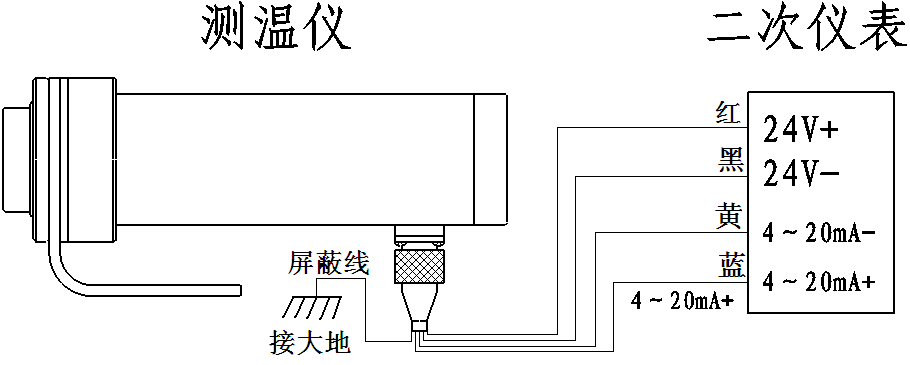 测温仪
二次仪表
红
24V+
黑
24V-
黄
4～20mA-
屏蔽线
蓝
4～20mA+
4～20mA+
接大地